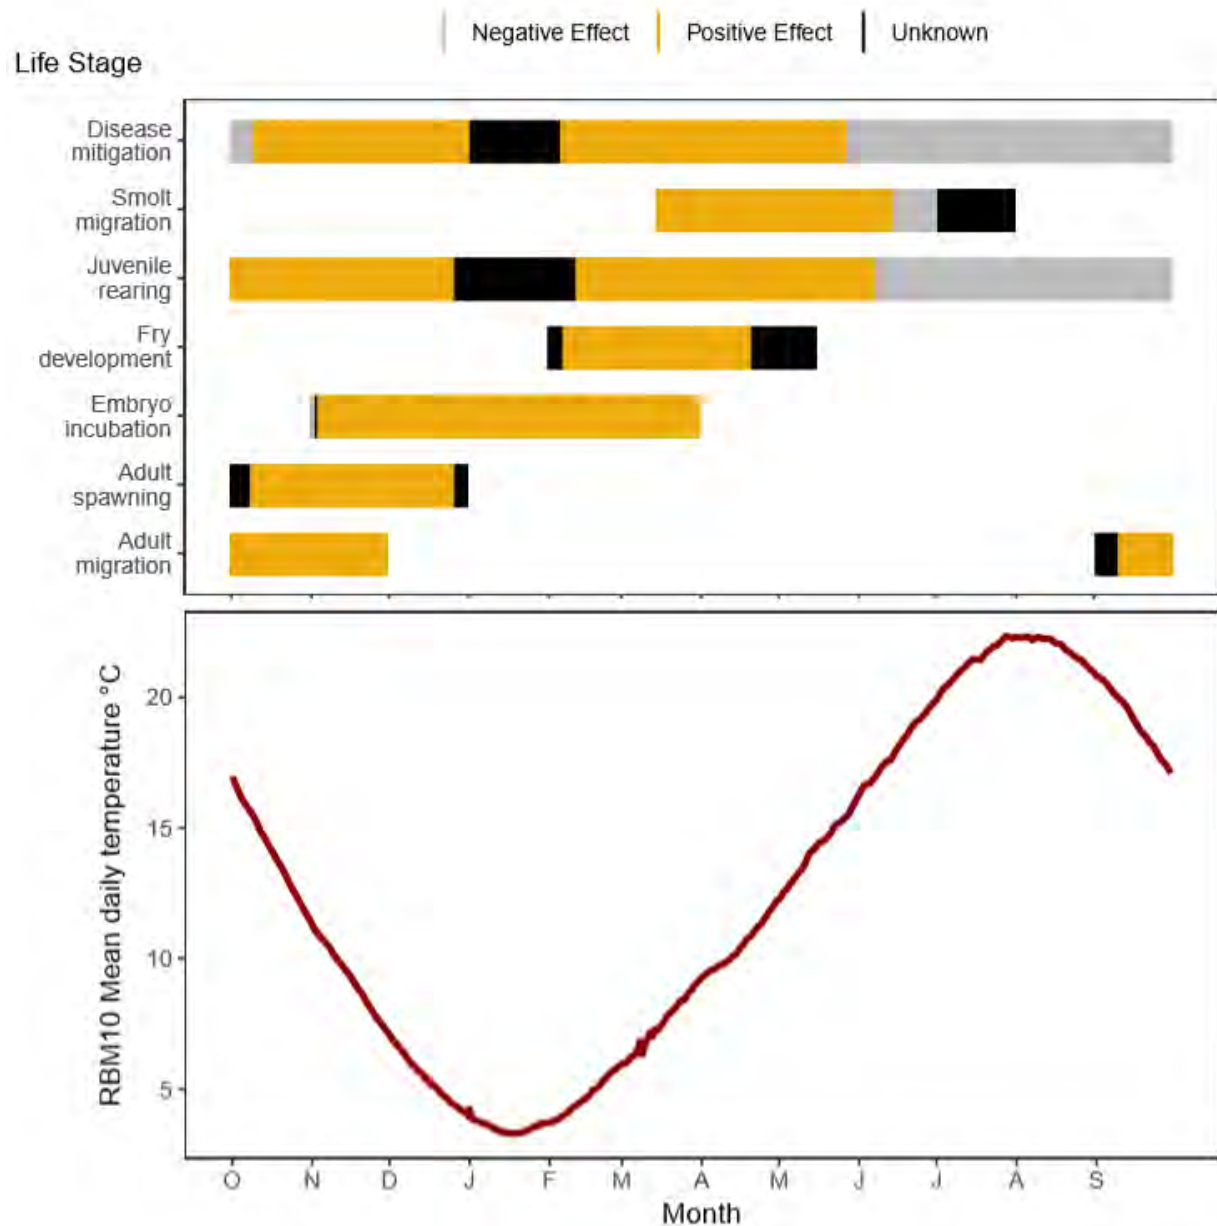 Negative Effect Positive Effect Unknown
Life Stage
Disease
mitigation
Smolt
migration
Juvenile
rearing
Fry
development
Embryo
incubation
Adult
spawning
Adult
migration
RBM10 Mean daily temperature °C
20
15
10
5
O N D J F M A M J J A S
Month